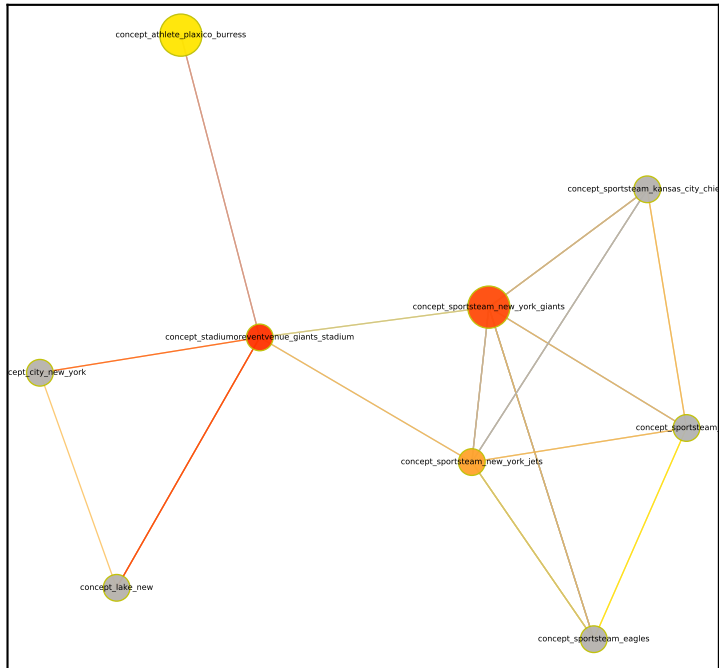 concept_athlete_plaxico_burress
concept_sportsteam_kansas_city_chie
concept_sportsteam_new_york_giants
concept_stadiumoreventvenue_giants_stadium
cept_city_new_york
concept_sportsteam_
concept_sportsteam_new_york_jets
concept_lake_new
concept_sportsteam_eagles